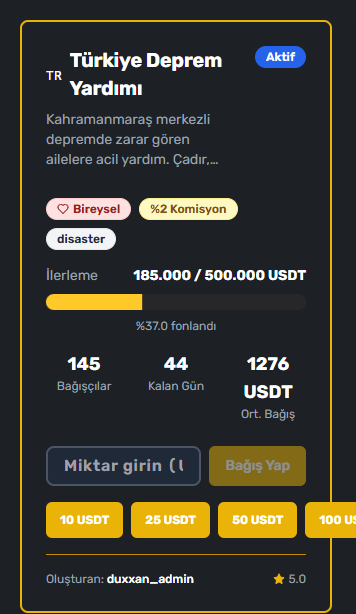 TR Türkiye Deprem Aktif
Yardımı
Kahramanmaraş merkezli
depremde zarar gören
ailelere acil yardım. Çadır,...
Bireysel %2 Komisyon
disaster
İlerleme 185.000 / 500.000 USDT
%37.0 fonlandı
145 44 1276
USDT
Bağışçılar Kalan Gün
Ort. Bağış
Miktar girin ( Bağış Yap
10 USDT 25 USDT 50 USDT 100
Oluşturan: duxxan_admin 5.0